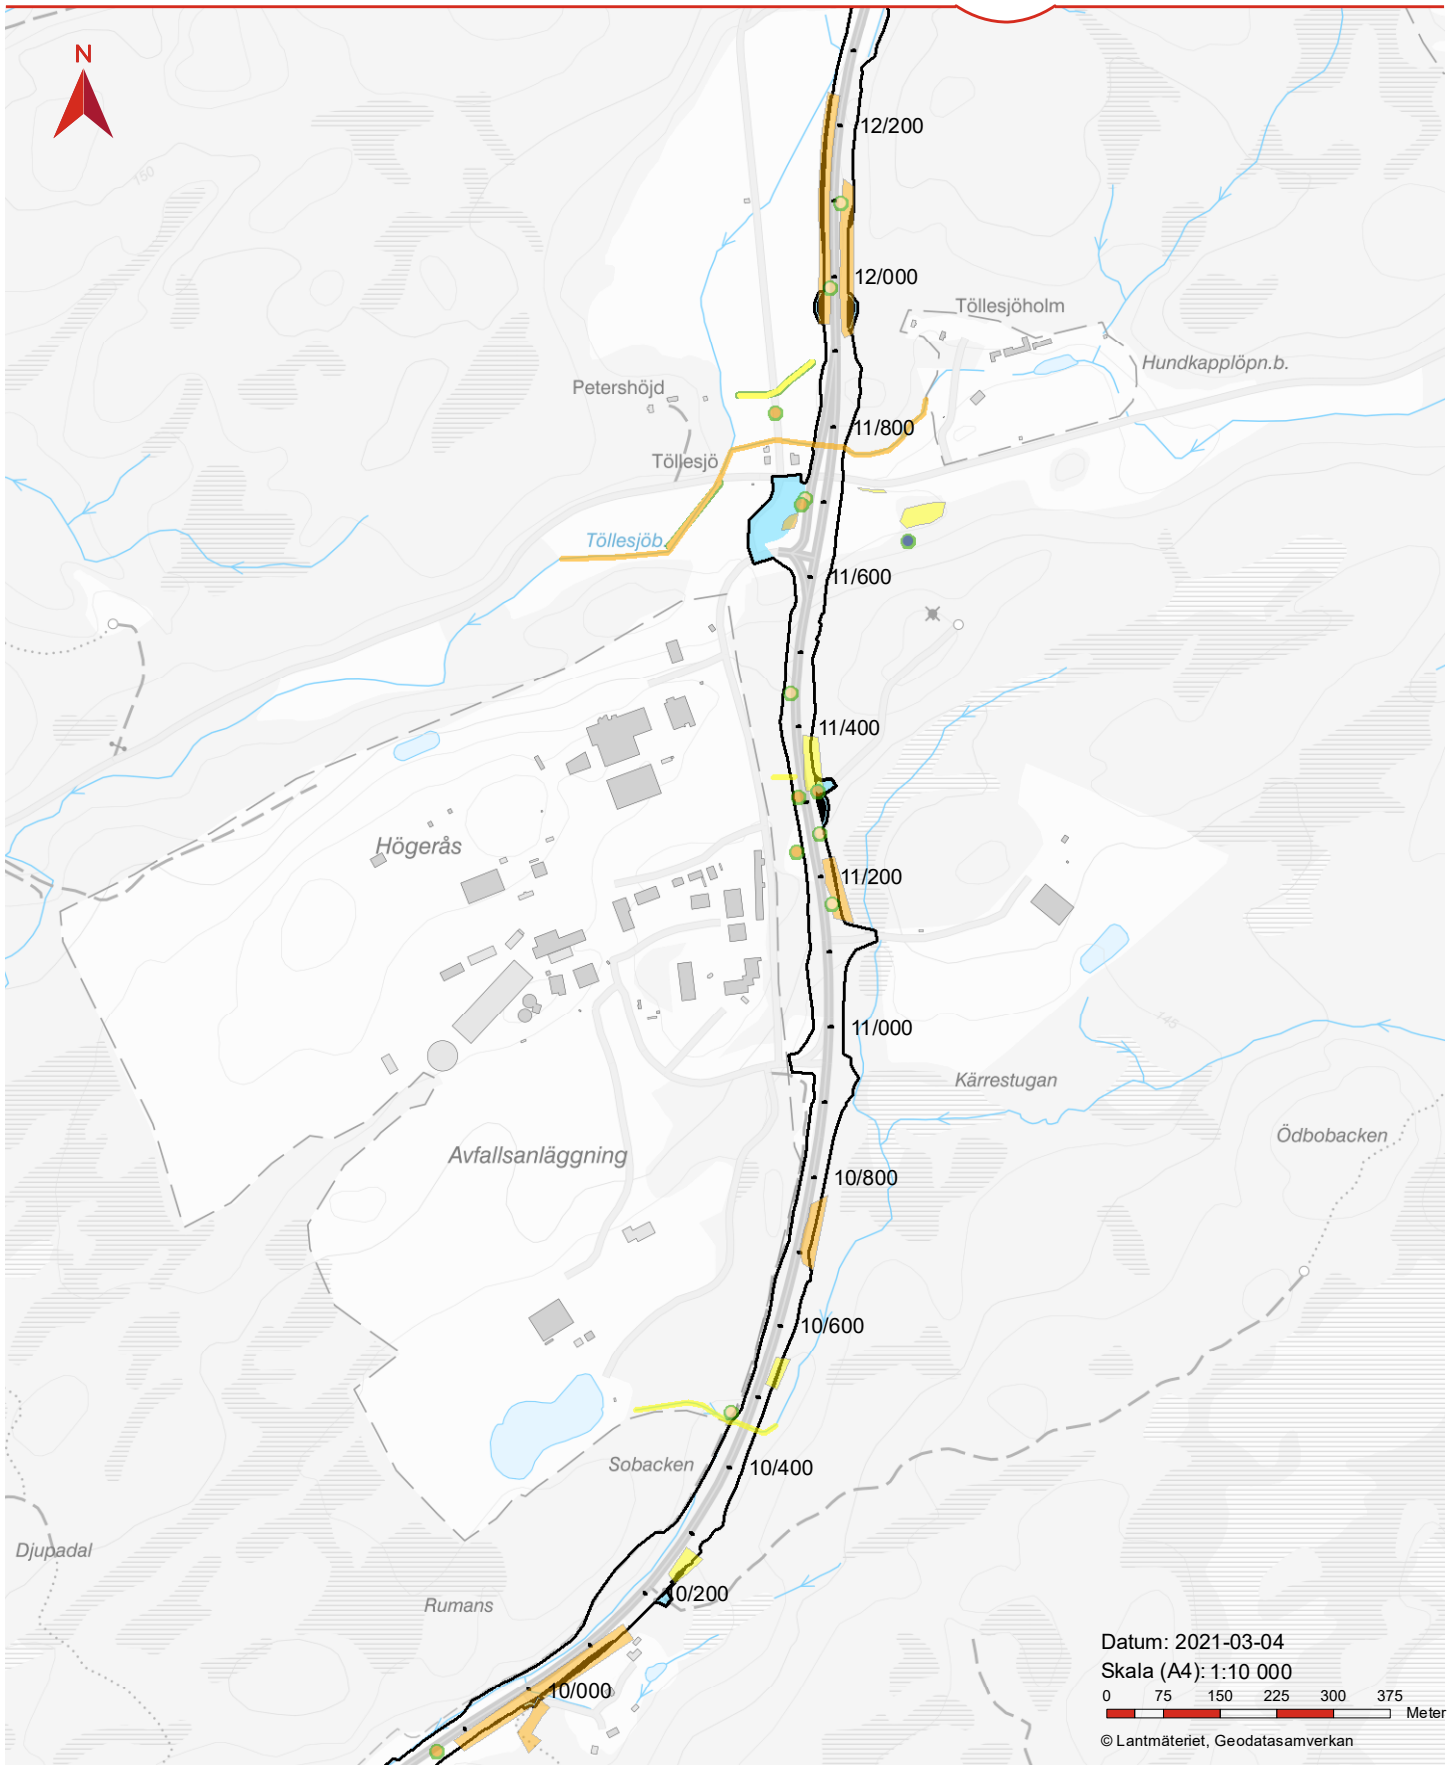 N
150
12/200
12/000
Töllesjöholm
Hundkapplöpn.b.
Petershöjd
11/800
Töllesjö
Töllesjöb.
11/600
11/400
Högerås
11/200
11/000
145
Kärrestugan
Ödbobacken
Avfallsanläggning
10/800
10/600
Sobacken
10/400
Djupadal
10/200
Rumans
10/000
Datum: 2021-03-04
Skala (A4): 1:10 000
0 75 150 225 300 375
Meter
© Lantmäteriet, Geodatasamverkan